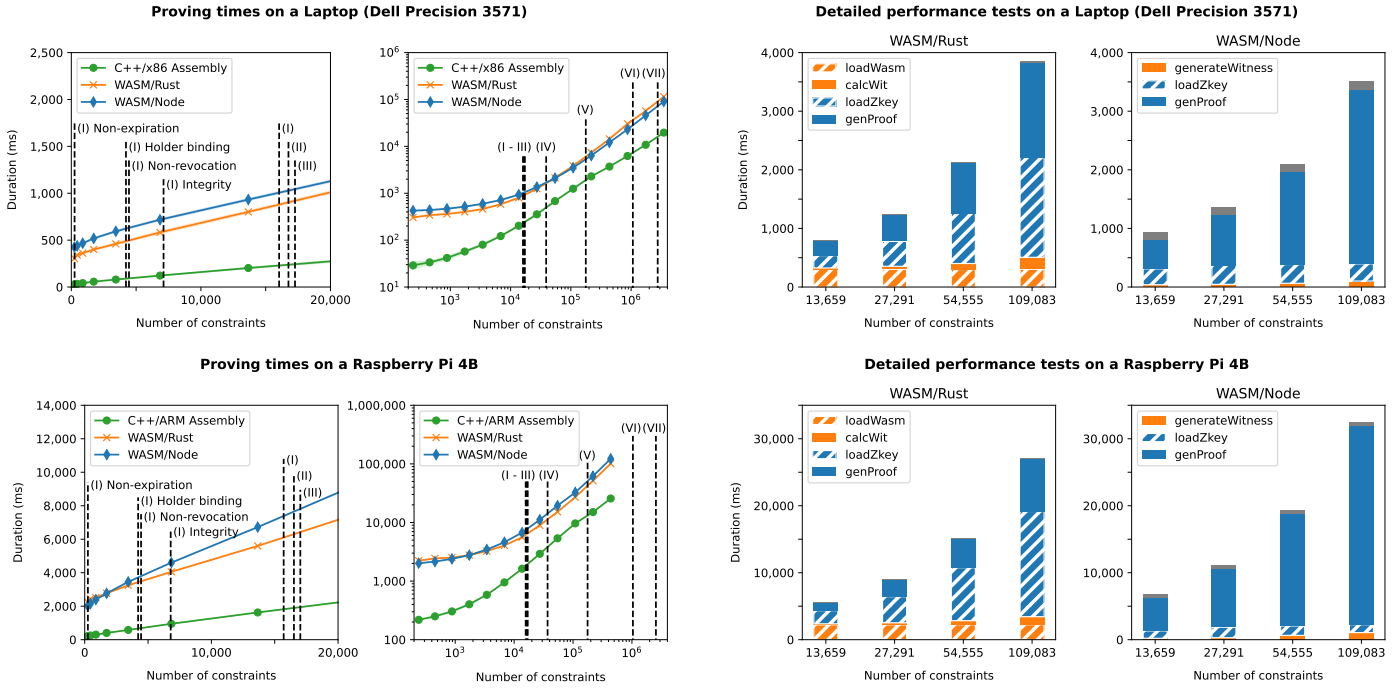 Proving times on a Laptop (Dell Precision 3571)
Duration (ms)
2,500
2,000
1,500
1,000
500
0
C++/x86 Assembly
WASM/Rust
WASM/Node
(I) Non-expiration
(I) Holder binding
(I) Non-revocation
(I) Integrity
(I)
(II)
(III)
0
10,000
20,000
Number of constraints
10^6
10^5
10^4
10^3
10^2
10^1
C++/x86 Assembly
WASM/Rust
WASM/Node
(I - III)
(IV)
(V)
(VI)
(VII)
10^3
10^4
10^5
10^6
Number of constraints
Detailed performance tests on a Laptop (Dell Precision 3571)
WASM/Rust
Duration (ms)
4,000
3,000
2,000
1,000
0
loadWasm
calcWit
loadZkey
genProof
13,659
27,291
54,555
109,083
Number of constraints
WASM/Node
4,000
3,000
2,000
1,000
0
generateWitness
loadZkey
genProof
13,659
27,291
54,555
109,083
Number of constraints
Proving times on a Raspberry Pi 4B
Duration (ms)
14,000
12,000
10,000
8,000
6,000
4,000
2,000
0
C++/ARM Assembly
WASM/Rust
WASM/Node
(I) Non-expiration
(I) Holder binding
(I) Non-revocation
(I) Integrity
(I)
(II)
(III)
0
10,000
20,000
Number of constraints
1,000,000
100,000
10,000
1,000
100
C++/ARM Assembly
WASM/Rust
WASM/Node
(I - III)
(IV)
(V)
(VI)
(VII)
10^3
10^4
10^5
10^6
Number of constraints
Detailed performance tests on a Raspberry Pi 4B
WASM/Rust
Duration (ms)
30,000
20,000
10,000
0
loadWasm
calcWit
loadZkey
genProof
13,659
27,291
54,555
109,083
Number of constraints
WASM/Node
30,000
20,000
10,000
0
generateWitness
loadZkey
genProof
13,659
27,291
54,555
109,083
Number of constraints